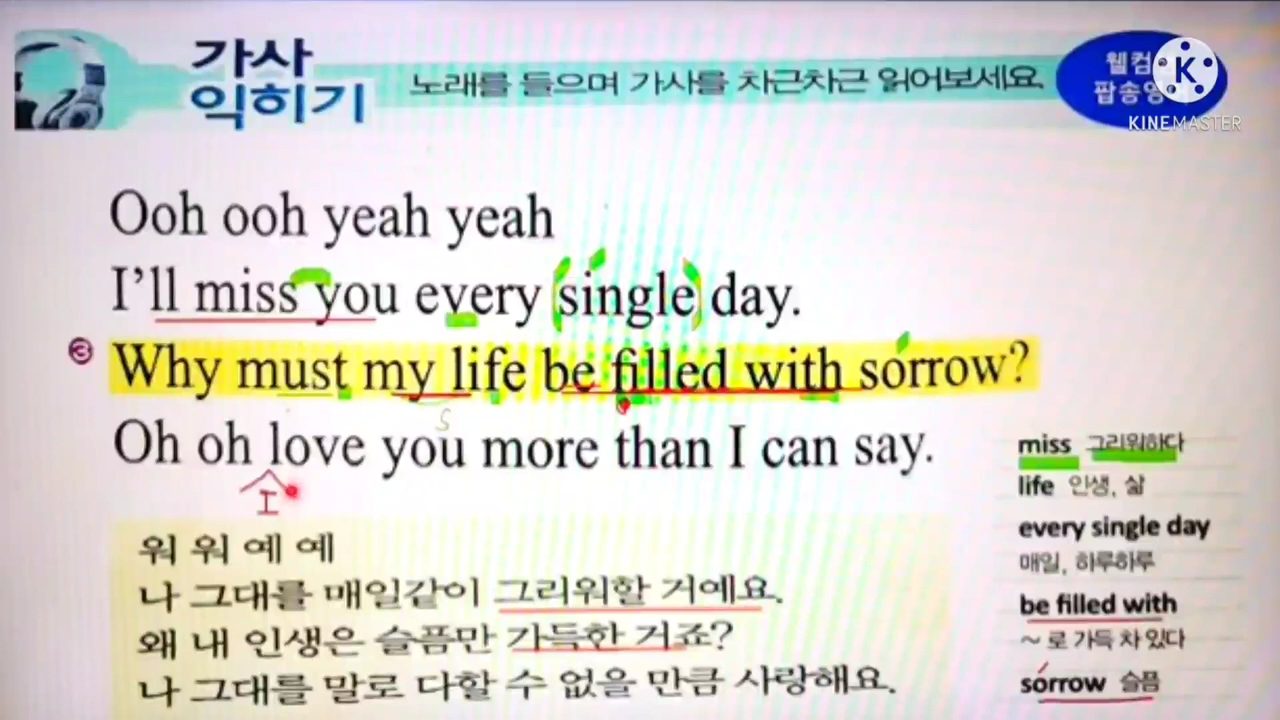 가사
익히기
노래를 들으며 가사를 차근차근 읽어보세요.
웰컴
팝송영
K
KINEMASTER
Ooh ooh yeah yeah
I'll miss you every (single) day.
③ Why must my life be filled with sorrow?
S
Oh oh love you more than I can say.
I
miss 그리워하다
life 인생, 삶
every single day
매일, 하루하루
be filled with
~ 로 가득 차 있다
sorrow 슬픔
워 워 예 예
나 그대를 매일같이 그리워할 거예요.
왜 내 인생은 슬픔만 가득한 거죠?
나 그대를 말로 다할 수 없을 만큼 사랑해요.